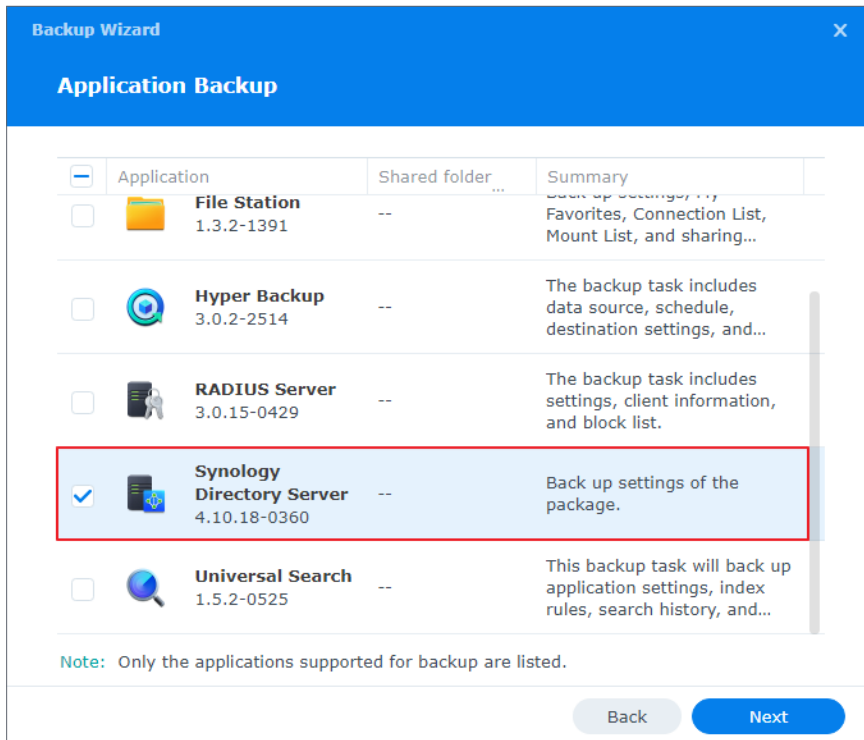 Backup Wizard
Application Backup
Application
Shared folder
...
Summary
File Station
1.3.2-1391
--
Favorites, Connection List,
Mount List, and sharing...
Hyper Backup
3.0.2-2514
--
The backup task includes
data source, schedule,
destination settings, and...
RADIUS Server
3.0.15-0429
--
The backup task includes
settings, client information,
and block list.
Synology
Directory Server
4.10.18-0360
--
Back up settings of the
package.
Universal Search
1.5.2-0525
--
This backup task will back up
application settings, index
rules, search history, and...
Note: Only the applications supported for backup are listed.
Back
Next